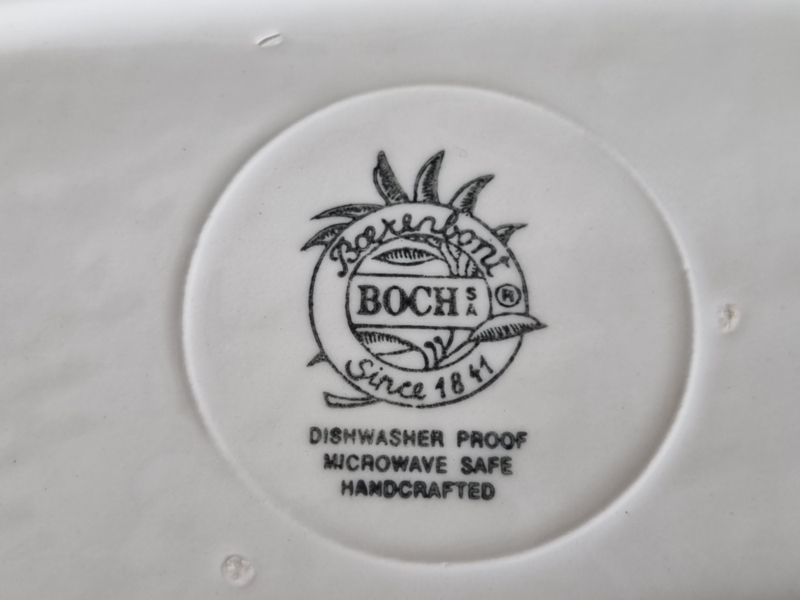 Boerenbont
BOCH S A ®
Since 1841
DISHWASHER PROOF
MICROWAVE SAFE
HANDCRAFTED